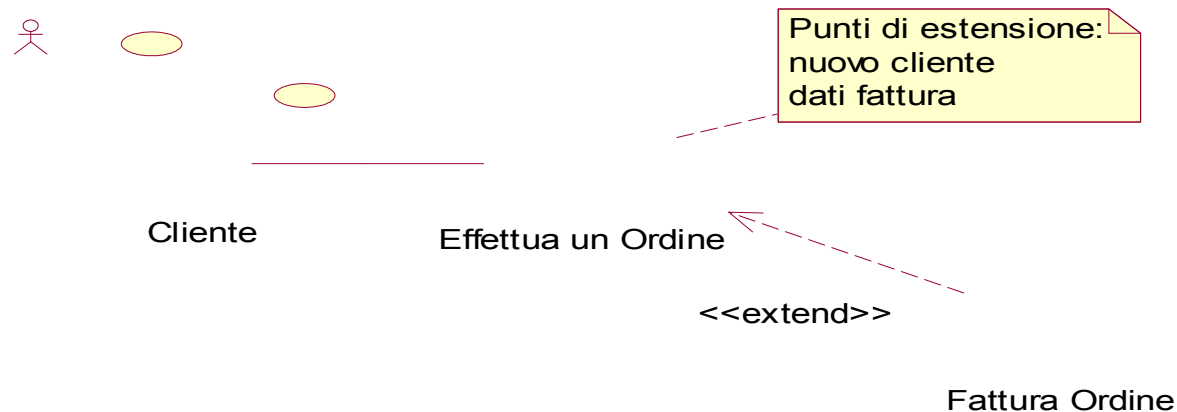 Punti di estensione:
nuovo cliente
dati fattura
Cliente
Effettua un Ordine
<<extend>>
Fattura Ordine